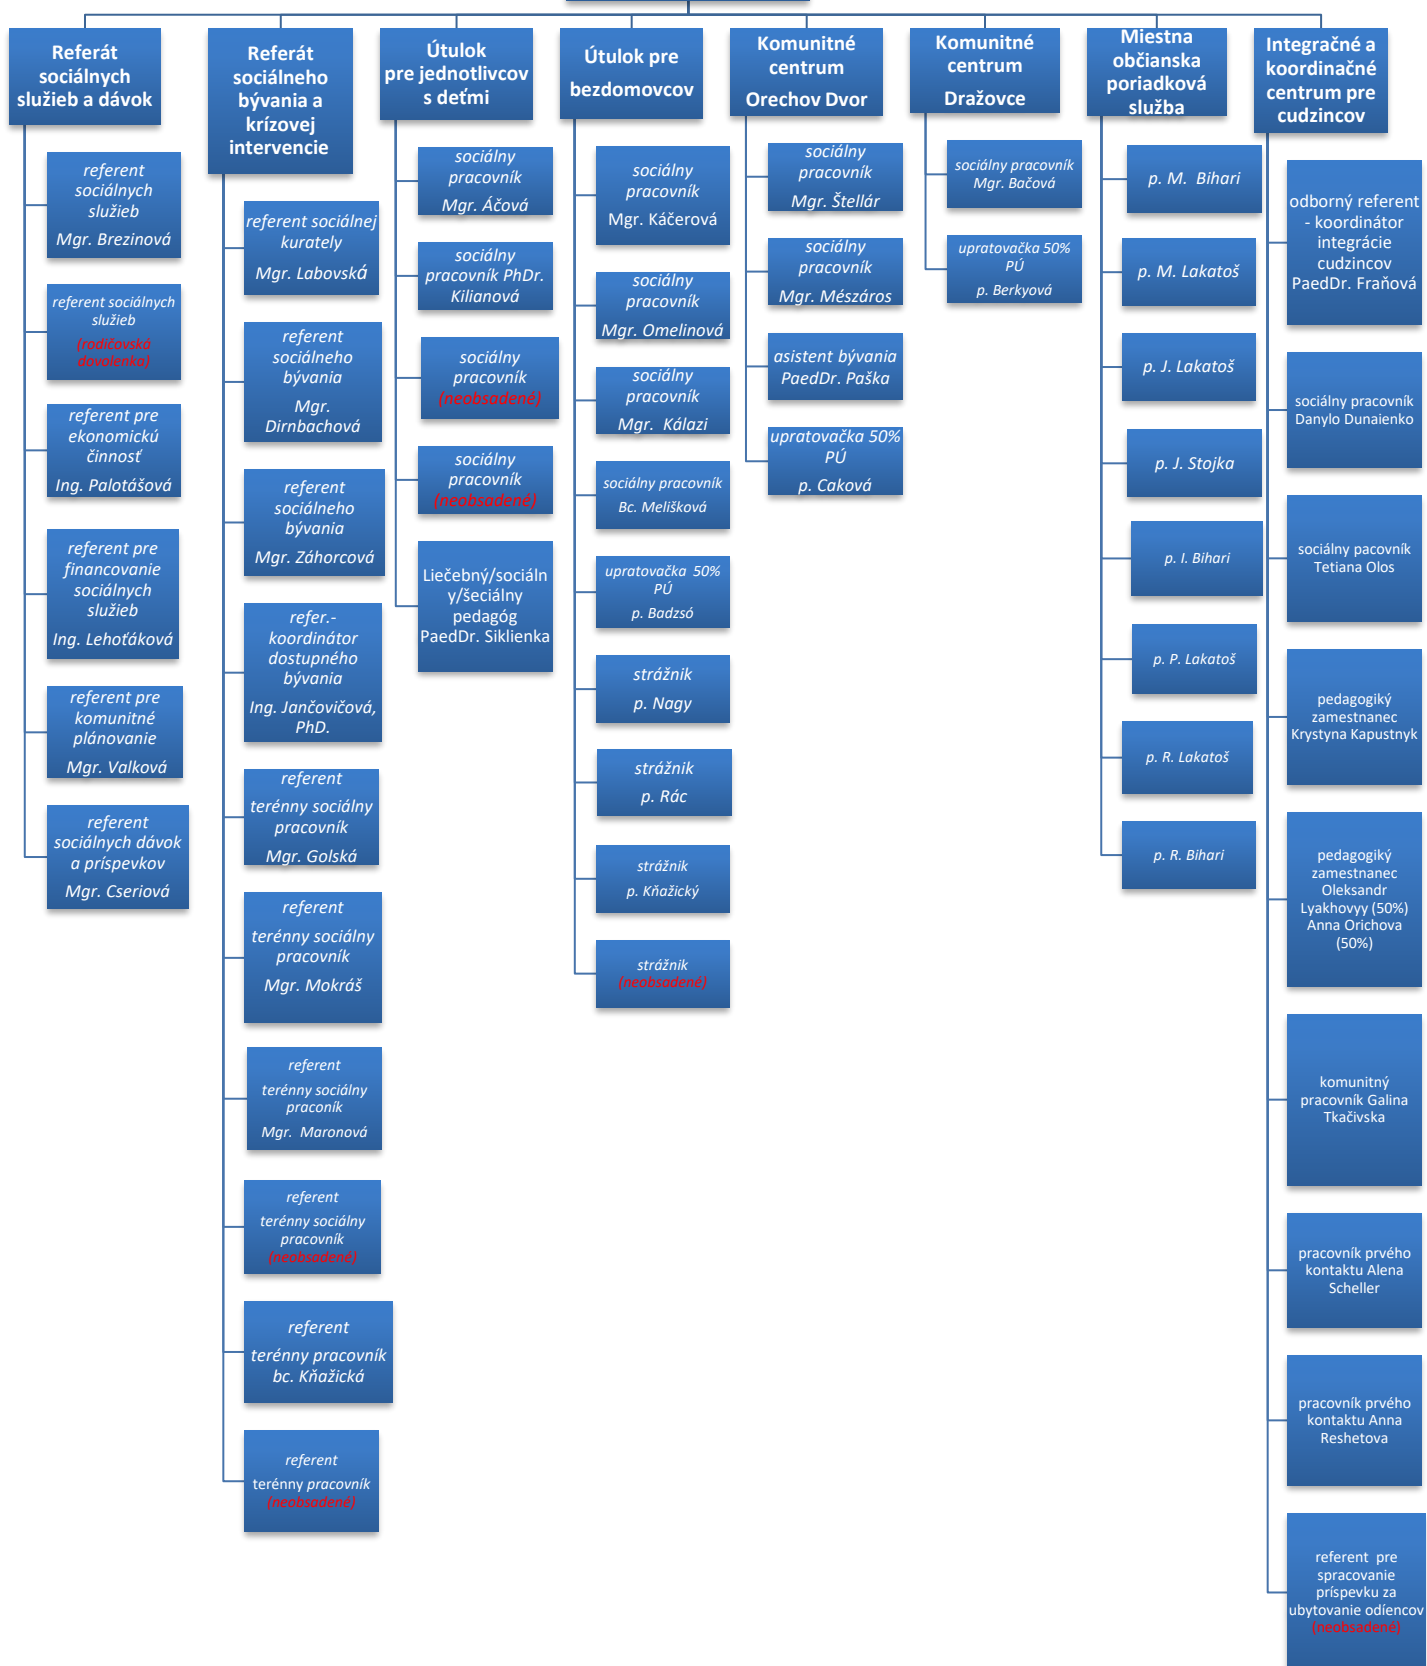 Referát
sociálnych
služieb a dávok
referent
sociálnych
služieb
Mgr. Brezinová
referent sociálnych
služieb
(rodičovská
dovolenka)
referent pre
ekonomickú
činnosť
Ing. Palotášová
referent pre
financovanie
sociálnych
služieb
Ing. Lehoťáková
referent pre
komunitné
plánovanie
Mgr. Valková
referent
sociálnych dávok
a príspevkov
Mgr. Cseriová
Referát
sociálneho
bývania a
krízovej
intervencie
referent sociálnej
kurately
Mgr. Labovská
referent
sociálneho
bývania
Mgr.
Dirnbachová
referent
sociálneho
bývania
Mgr. Záhorcová
refer.-
koordinátor
dostupného
bývania
Ing. Jančovičová,
PhD.
referent
terénny sociálny
pracovník
Mgr. Golská
referent
terénny sociálny
pracovník
Mgr. Mokráš
referent
terénny sociálny
praconík
Mgr.  Maronová
referent
terénny sociálny
pracovník
(neobsadené)
referent
terénny pracovník
bc. Kňažická
referent
terénny pracovník
(neobsadené)
Útulok
pre jednotlivcov
s deťmi
sociálny
pracovník
Mgr. Áčová
sociálny
pracovník PhDr.
Kilianová
sociálny
pracovník
(neobsadené)
sociálny
pracovník
(neobsadené)
Liečebný/sociáln
y/šeciálny
pedagóg
PaedDr. Siklienka
Útulok pre
bezdomovcov
sociálny
pracovník
Mgr. Káčerová
sociálny
pracovník
Mgr. Omelinová
sociálny
pracovník
Mgr.  Kálazi
sociálny pracovník
Bc. Melišková
upratovačka  50%
PÚ
p. Badzsó
strážnik
p. Nagy
strážnik
p. Rác
strážnik
p. Kňažický
strážnik
(neobsadené)
Komunitné
centrum
Orechov Dvor
sociálny
pracovník
Mgr. Štellár
sociálny
pracovník
Mgr. Mészáros
asistent bývania
PaedDr. Paška
upratovačka 50%
PÚ
p. Caková
Komunitné
centrum
Dražovce
sociálny pracovník
Mgr. Bačová
upratovačka 50%
PÚ
p. Berkyová
Miestna
občianska
poriadková
služba
p. M.  Bihari
p. M. Lakatoš
p. J. Lakatoš
p. J. Stojka
p. I. Bihari
p. P. Lakatoš
p. R. Lakatoš
p. R. Bihari
Integračné a
koordinačné
centrum pre
cudzincov
odborný referent
- koordinátor
integrácie
cudzincov
PaedDr. Fraňová
sociálny pracovník
Danylo Dunaienko
sociálny pacovník
Tetiana Olos
pedagogiký
zamestnanec
Krystyna Kapustnyk
pedagogiký
zamestnanec
Oleksandr
Lyakhovyy (50%)
Anna Orichova
(50%)
komunitný
pracovník Galina
Tkačivska
pracovník prvého
kontaktu Alena
Scheller
pracovník prvého
kontaktu Anna
Reshetova
referent  pre
spracovanie
príspevku za
ubytovanie odíencov
(neobsadené)